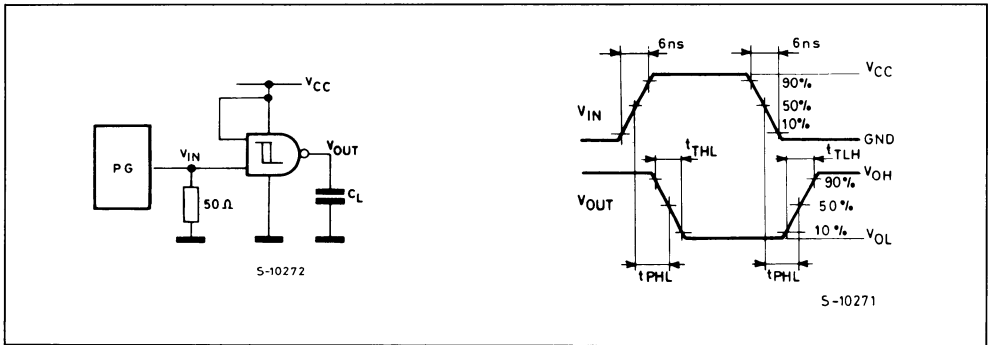 VCC
PG
VIN
VOUT
50Ω
CL
S-10272
6ns
6ns
VCC
90%
50%
10%
VIN
GND
tTHL
tTLH
VOH
90%
VOUT
50%
10%
VOL
tPHL
tPHL
S-10271